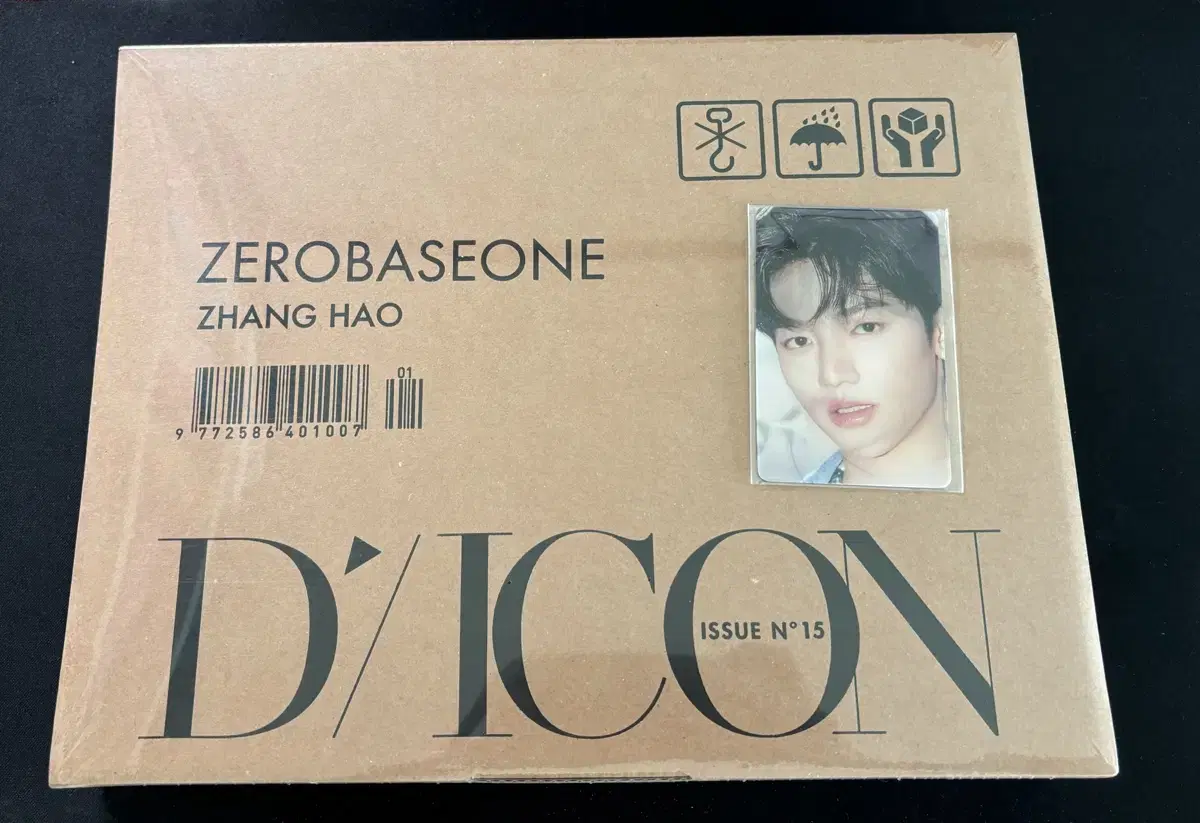 ZEROBASEONE
ZHANG HAO
01
9 772586 401007
D'/ICON
ISSUE N°15